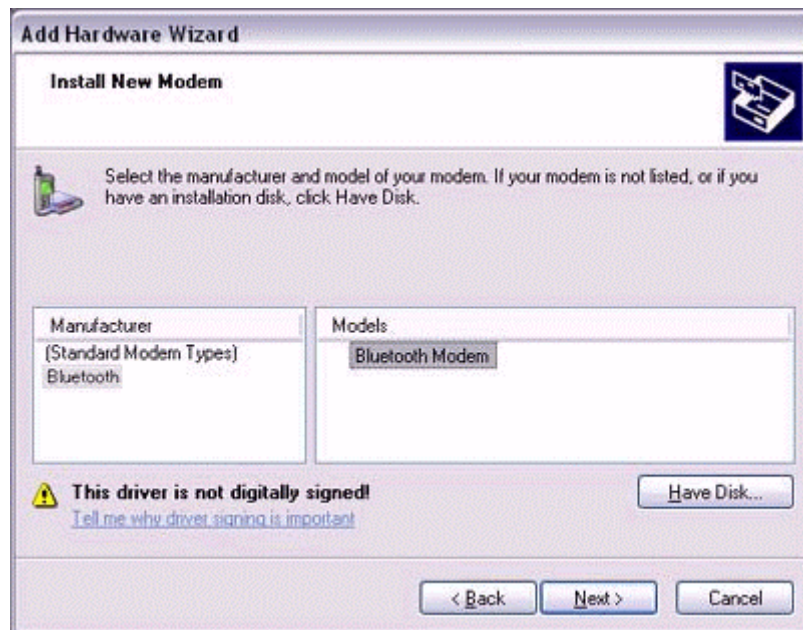 Add Hardware Wizard
Install New Modem
Select the manufacturer and model of your modem. If your modem is not listed, or if you
have an installation disk, click Have Disk.
Manufacturer
Models
(Standard Modem Types)
Bluetooth Modem
Bluetooth
This driver is not digitally signed!
Have Disk...
Tell me why driver signing is important
< Back
Next >
Cancel